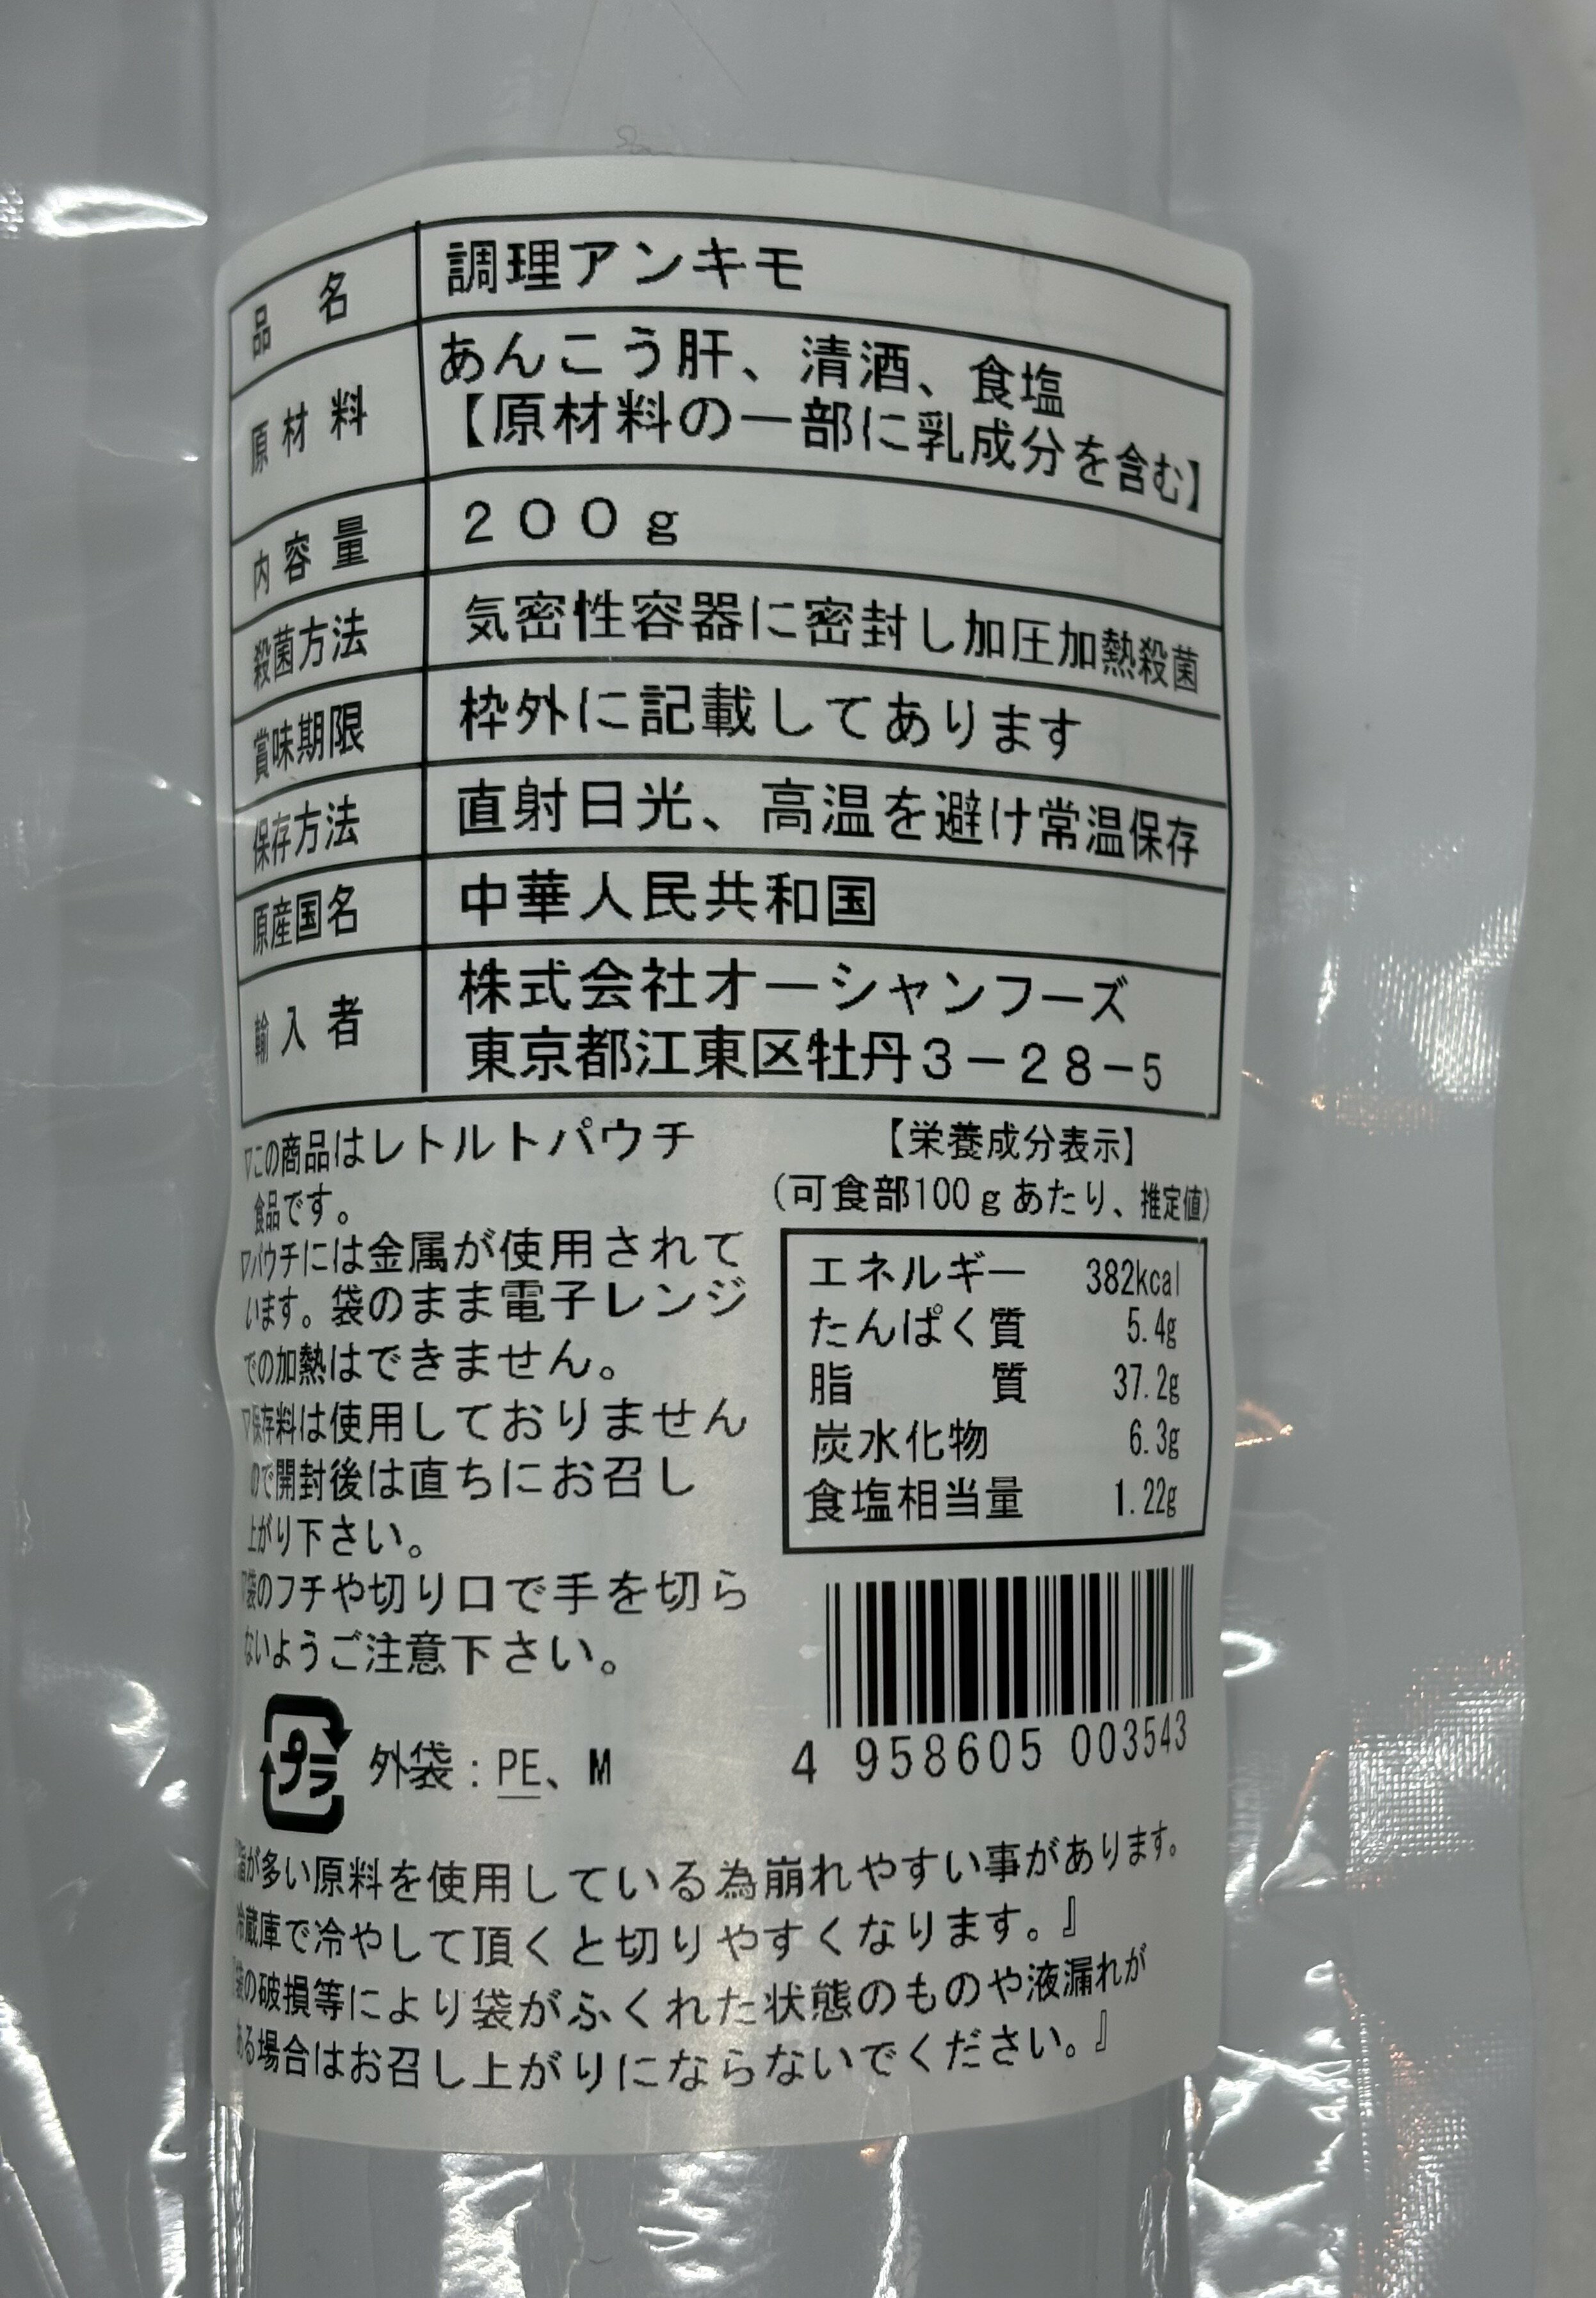 品名 調理アンキモ
原材料 あんこう肝、清酒、食塩
【原材料の一部に乳成分を含む】
内容量 200g
殺菌方法 気密性容器に密封し加圧加熱殺菌
賞味期限 枠外に記載してあります
保存方法 直射日光、高温を避け常温保存
原産国名 中華人民共和国
輸入者 株式会社オーシャンフーズ
東京都江東区牡丹3-28-5
▽この商品はレトルトパウチ
食品です。
▽パウチには金属が使用されて
います。袋のまま電子レンジ
での加熱はできません。
▽保存料は使用しておりません
ので開封後は直ちにお召し
上がり下さい。
▽袋のフチや切り口で手を切ら
ないようご注意下さい。
【栄養成分表示】
(可食部100gあたり、推定値)
エネルギー 382kcal
たんぱく質 5.4g
脂質 37.2g
炭水化物 6.3g
食塩相当量 1.22g
4 958605 003543
プラ 外袋:PE、M
『脂が多い原料を使用している為崩れやすい事があります。
冷蔵庫で冷やして頂くと切りやすくなります。』
『袋の破損等により袋がふくれた状態のものや液漏れが
ある場合はお召し上がりにならないでください。』